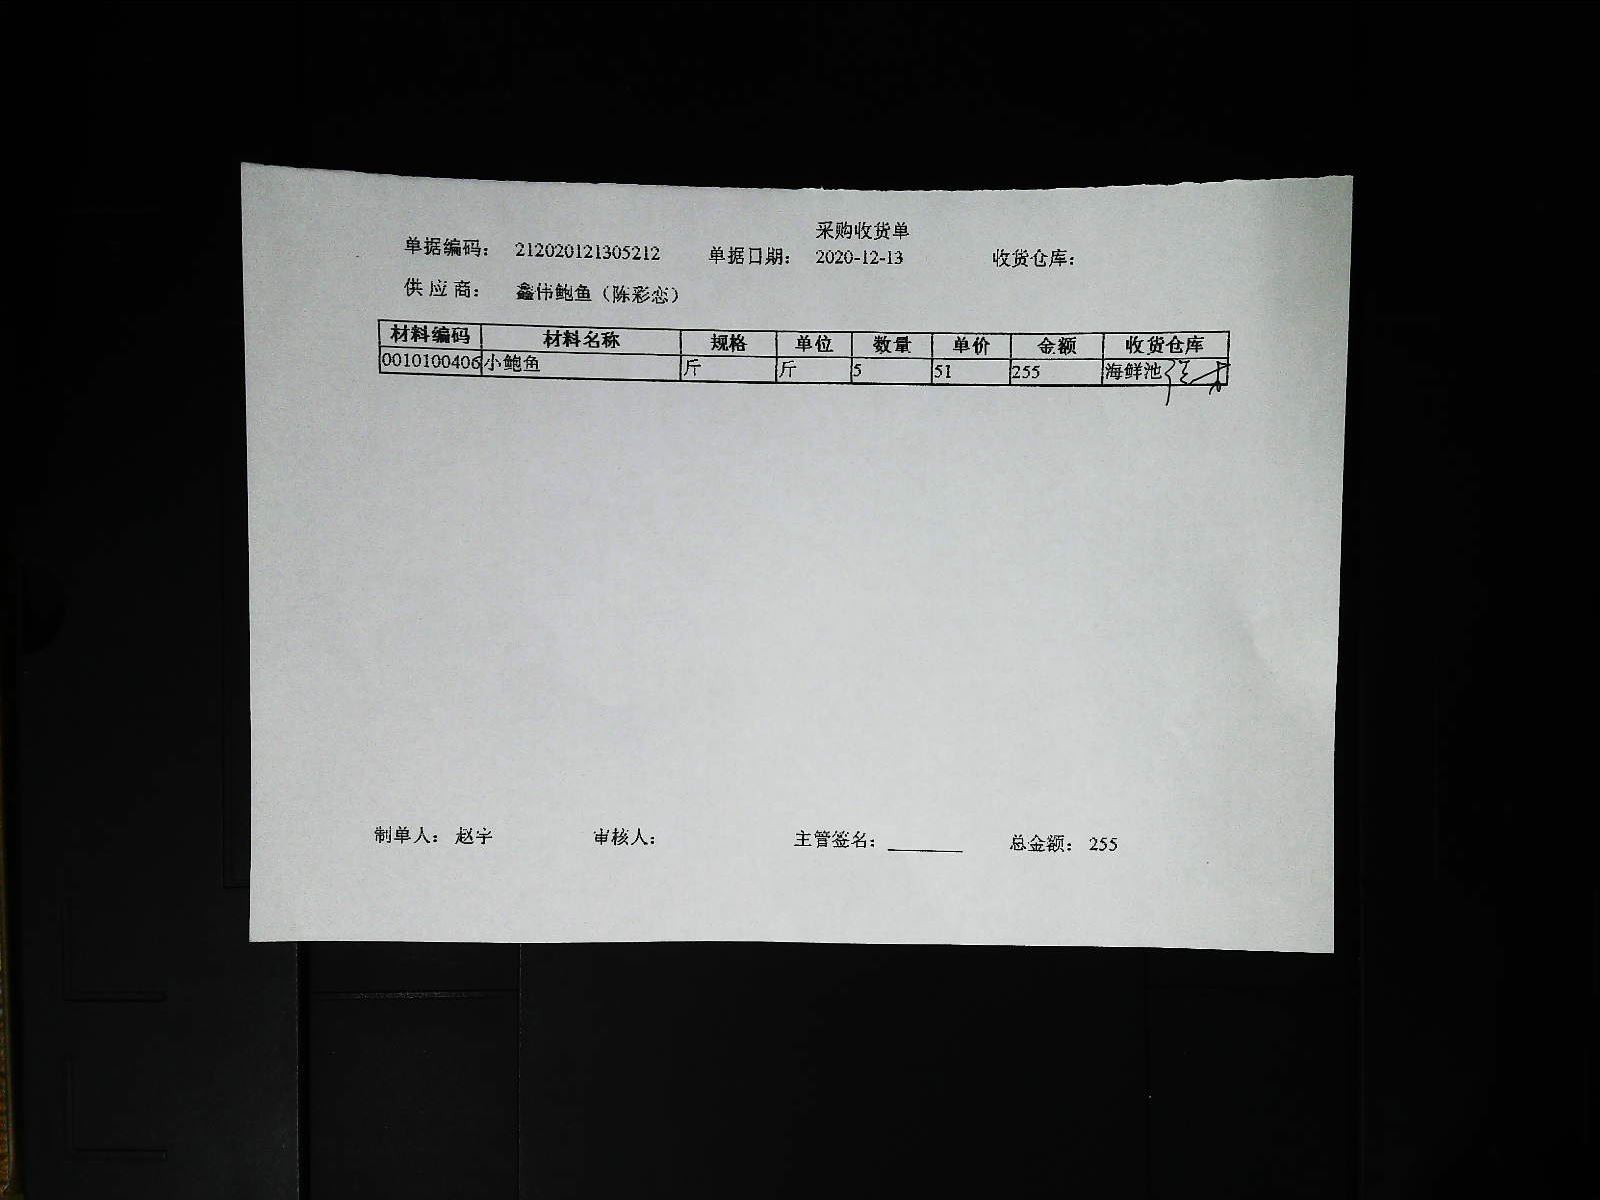 采购收货单
单据编码： 212020121305212 单据日期： 2020-12-13 收货仓库：
供 应 商： 鑫伟鲍鱼（陈彩恋）
材料编码 材料名称 规格 单位 数量 单价 金额 收货仓库
0010100406 小鲍鱼 斤 斤 5 51 255 海鲜池
制单人： 赵宇 审核人： 主管签名： 总金额： 255